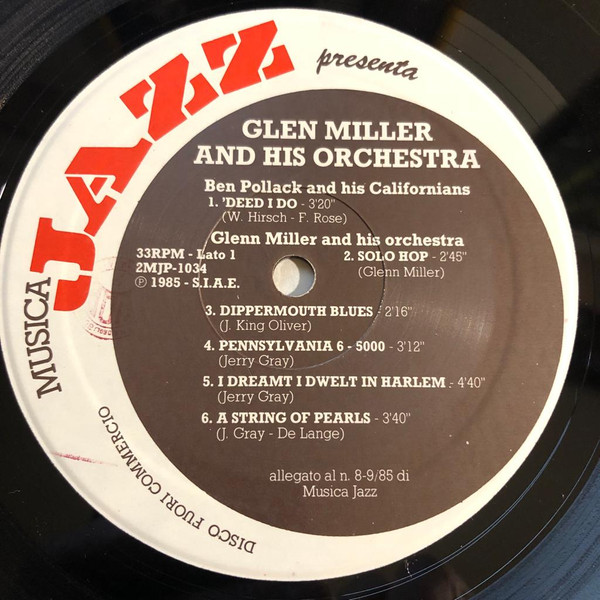 MUSICA JAZZ presenta
GLEN MILLER
AND HIS ORCHESTRA
Ben Pollack and his Californians
1. 'DEED I DO - 3'20"
(W. Hirsch - F. Rose)
Glenn Miller and his orchestra
33RPM - Lato 1
2MJP-1034
Ⓟ 1985 - S.I.A.E.
2. SOLO HOP - 2'45"
(Glenn Miller)
3. DIPPERMOUTH BLUES - 2'16"
(J. King Oliver)
4. PENNSYLVANIA 6 - 5000 - 3'12"
(Jerry Gray)
5. I DREAMT I DWELT IN HARLEM - 4'40"
(Jerry Gray)
6. A STRING OF PEARLS - 3'40"
(J. Gray - De Lange)
allegato al n. 8-9/85 di
Musica Jazz
DISCO FUORI COMMERCIO